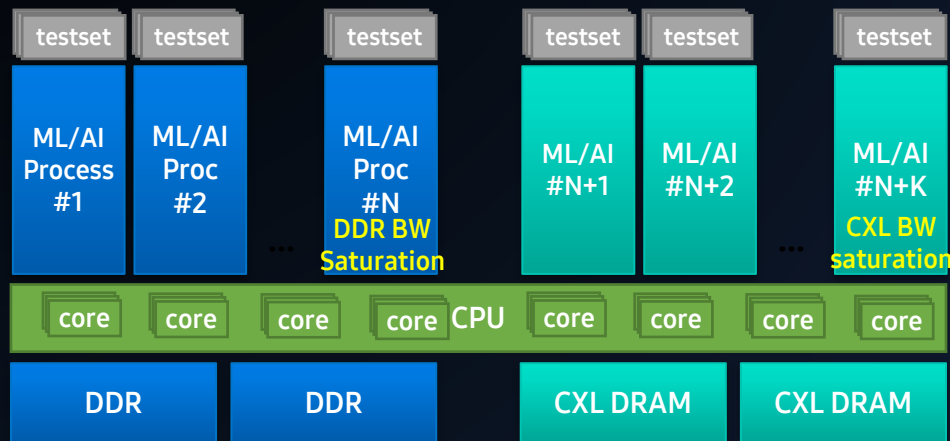 testset
testset
testset
testset
testset
testset
ML/AI
Process
#1
ML/AI
Proc
#2
...
ML/AI
Proc
#N
DDR BW
Saturation
ML/AI
#N+1
ML/AI
#N+2
...
ML/AI
#N+K
CXL BW
saturation
core
core
core
core
CPU
core
core
core
core
DDR
DDR
CXL DRAM
CXL DRAM